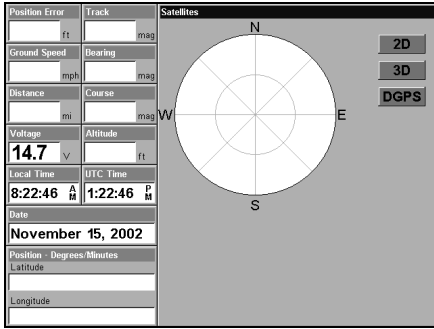 Position Error Track
ft mag
Ground Speed Bearing
mph mag
Distance Course
mi mag
Voltage Altitude
14.7 V ft
Local Time UTC Time
8:22:46 AM 1:22:46 PM
Date
November 15, 2002
Position - Degrees/Minutes
Latitude
Longitude
Satellites
N
W E
S
2D
3D
DGPS